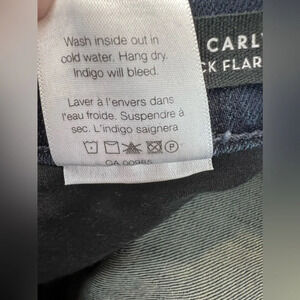 Wash inside out in
cold water. Hang dry.
Indigo will bleed.
Laver à l'envers dans
l'eau froide. Suspendre à
sec. L'indigo saignera
CA 00985
CARL
CK FLAR